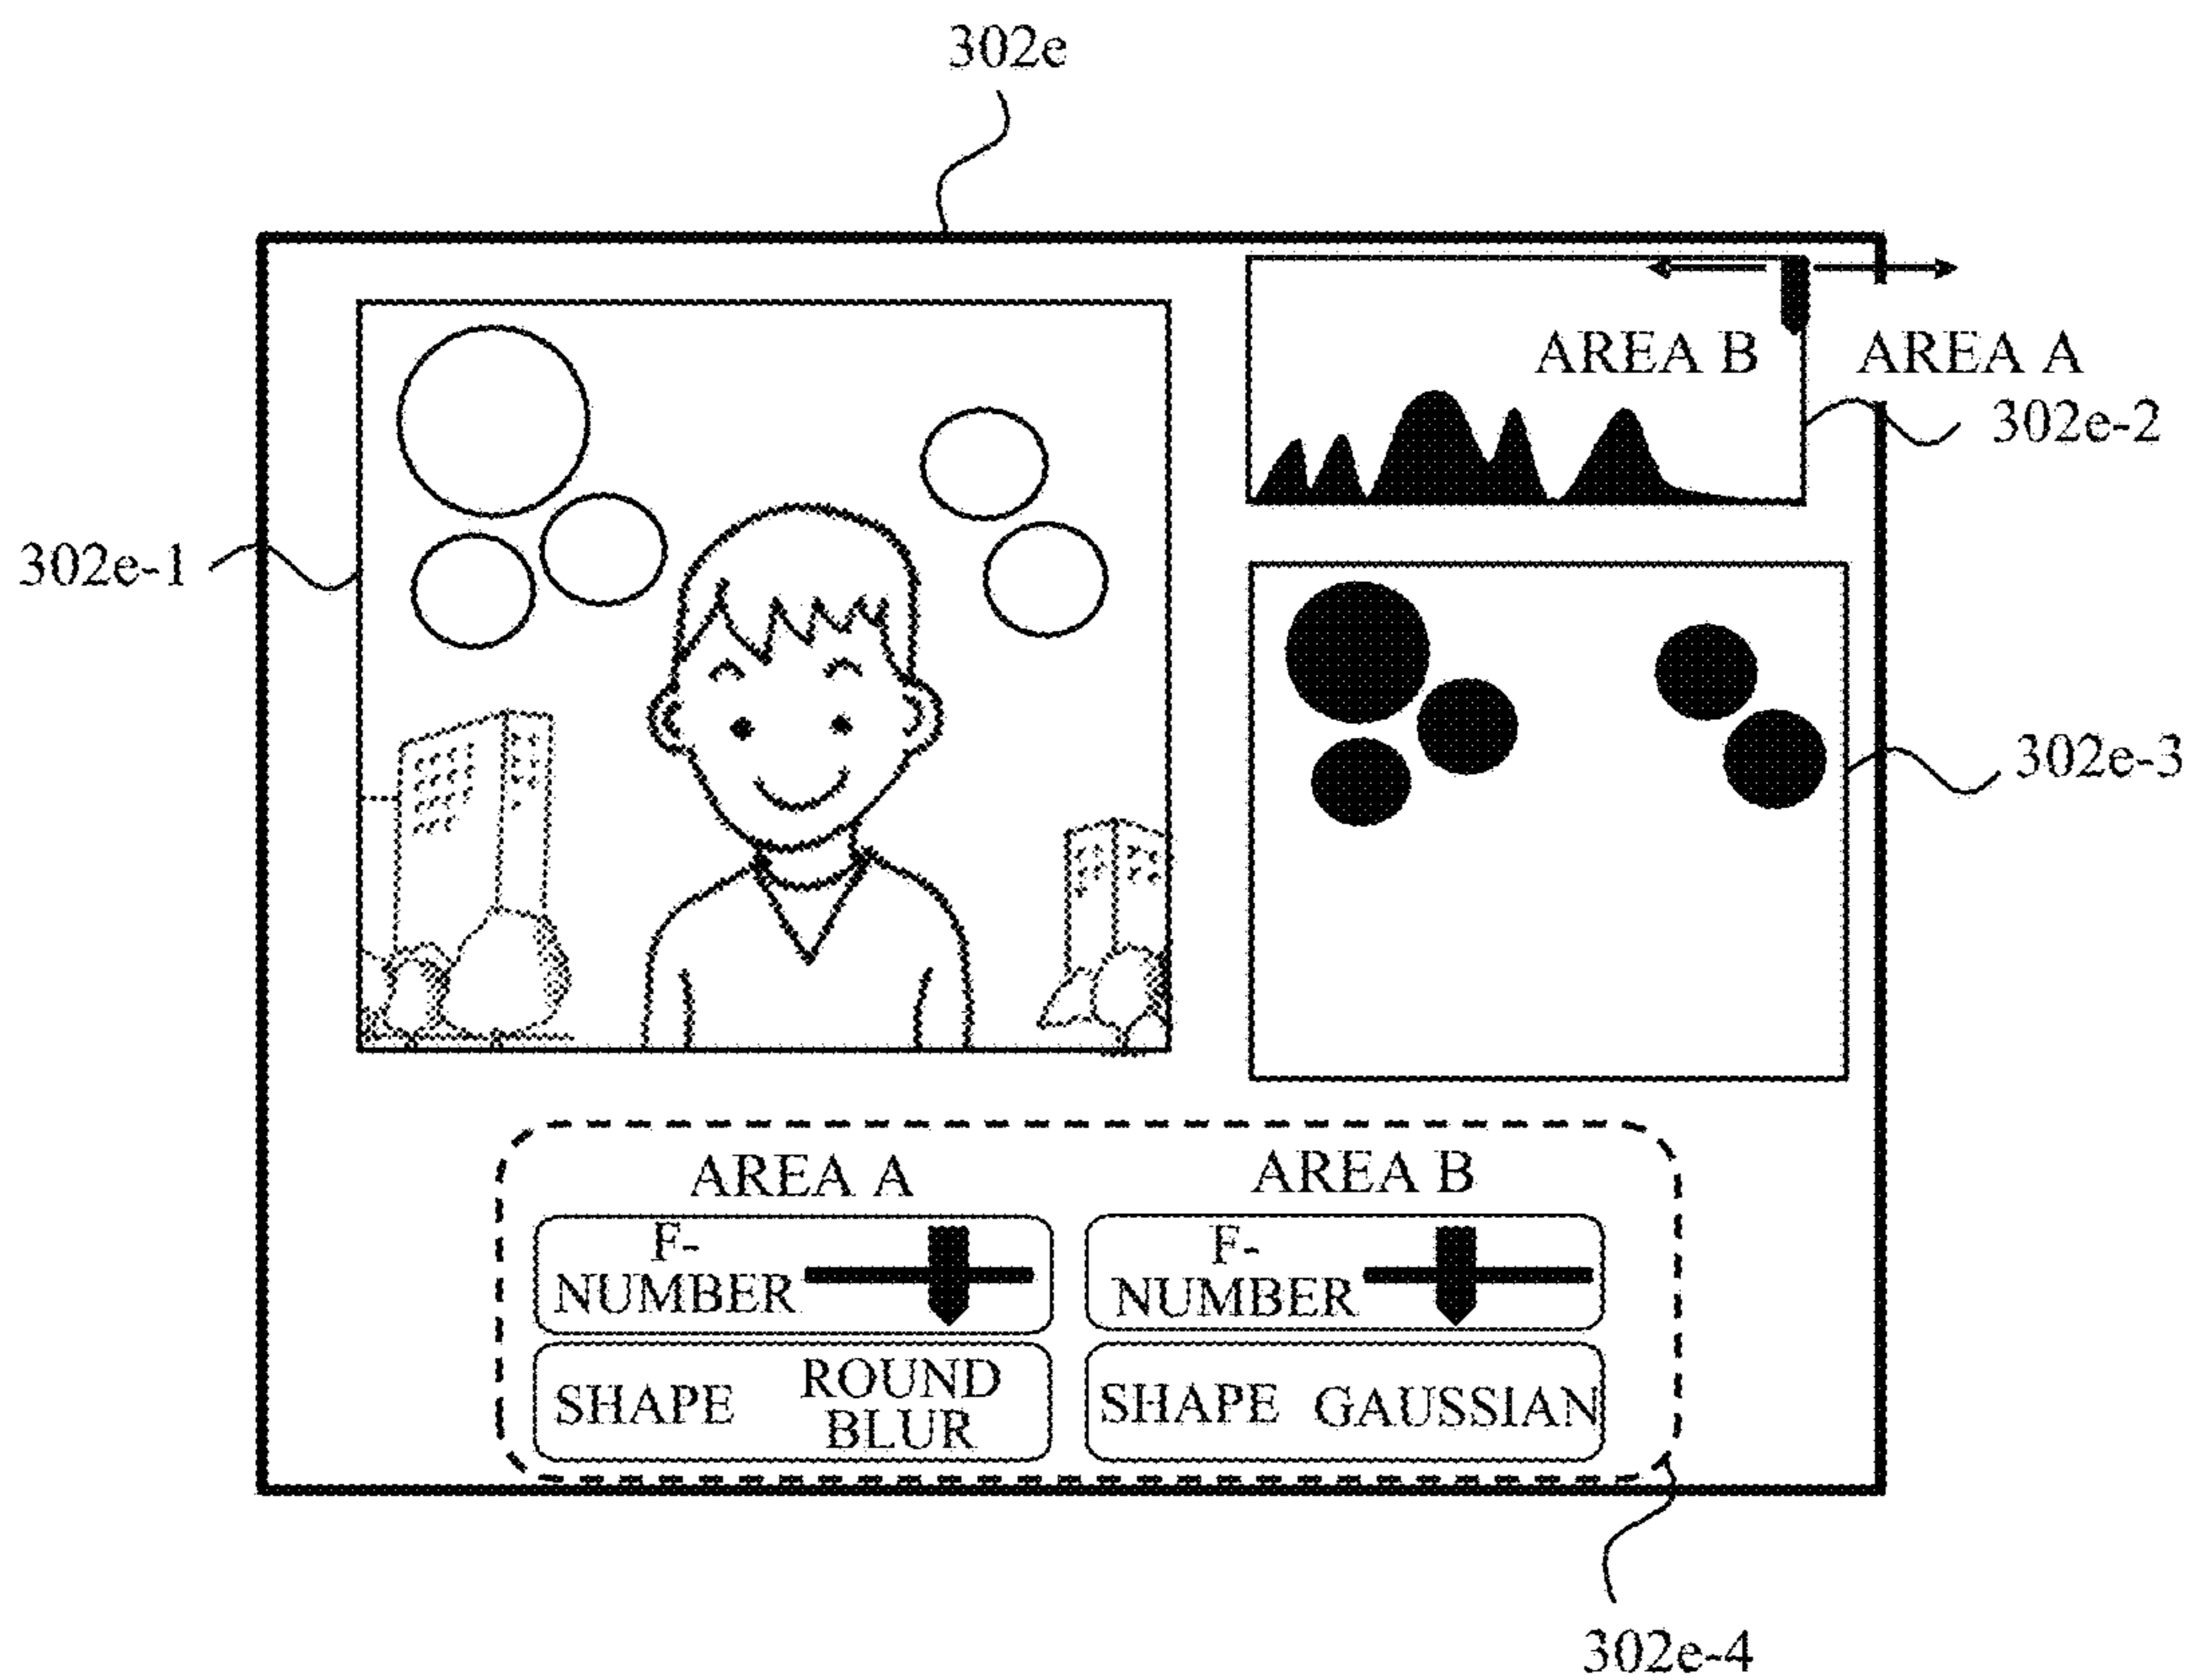 302e
AREA B
AREA A
302e-2
302e-1
302e-3
AREA A
AREA B
F-
NUMBER
F-
NUMBER
SHAPE
ROUND
BLUR
SHAPE
GAUSSIAN
302e-4